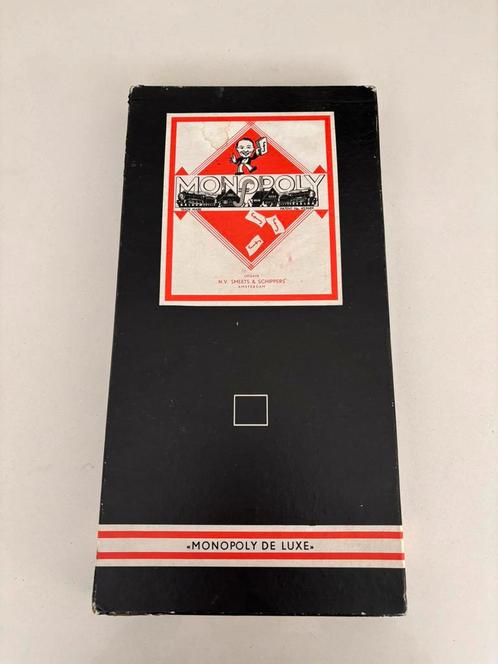 MONOPOLY
UITGAVE
N.V. SMEETS & SCHIPPERS
AMSTERDAM
«MONOPOLY DE LUXE»